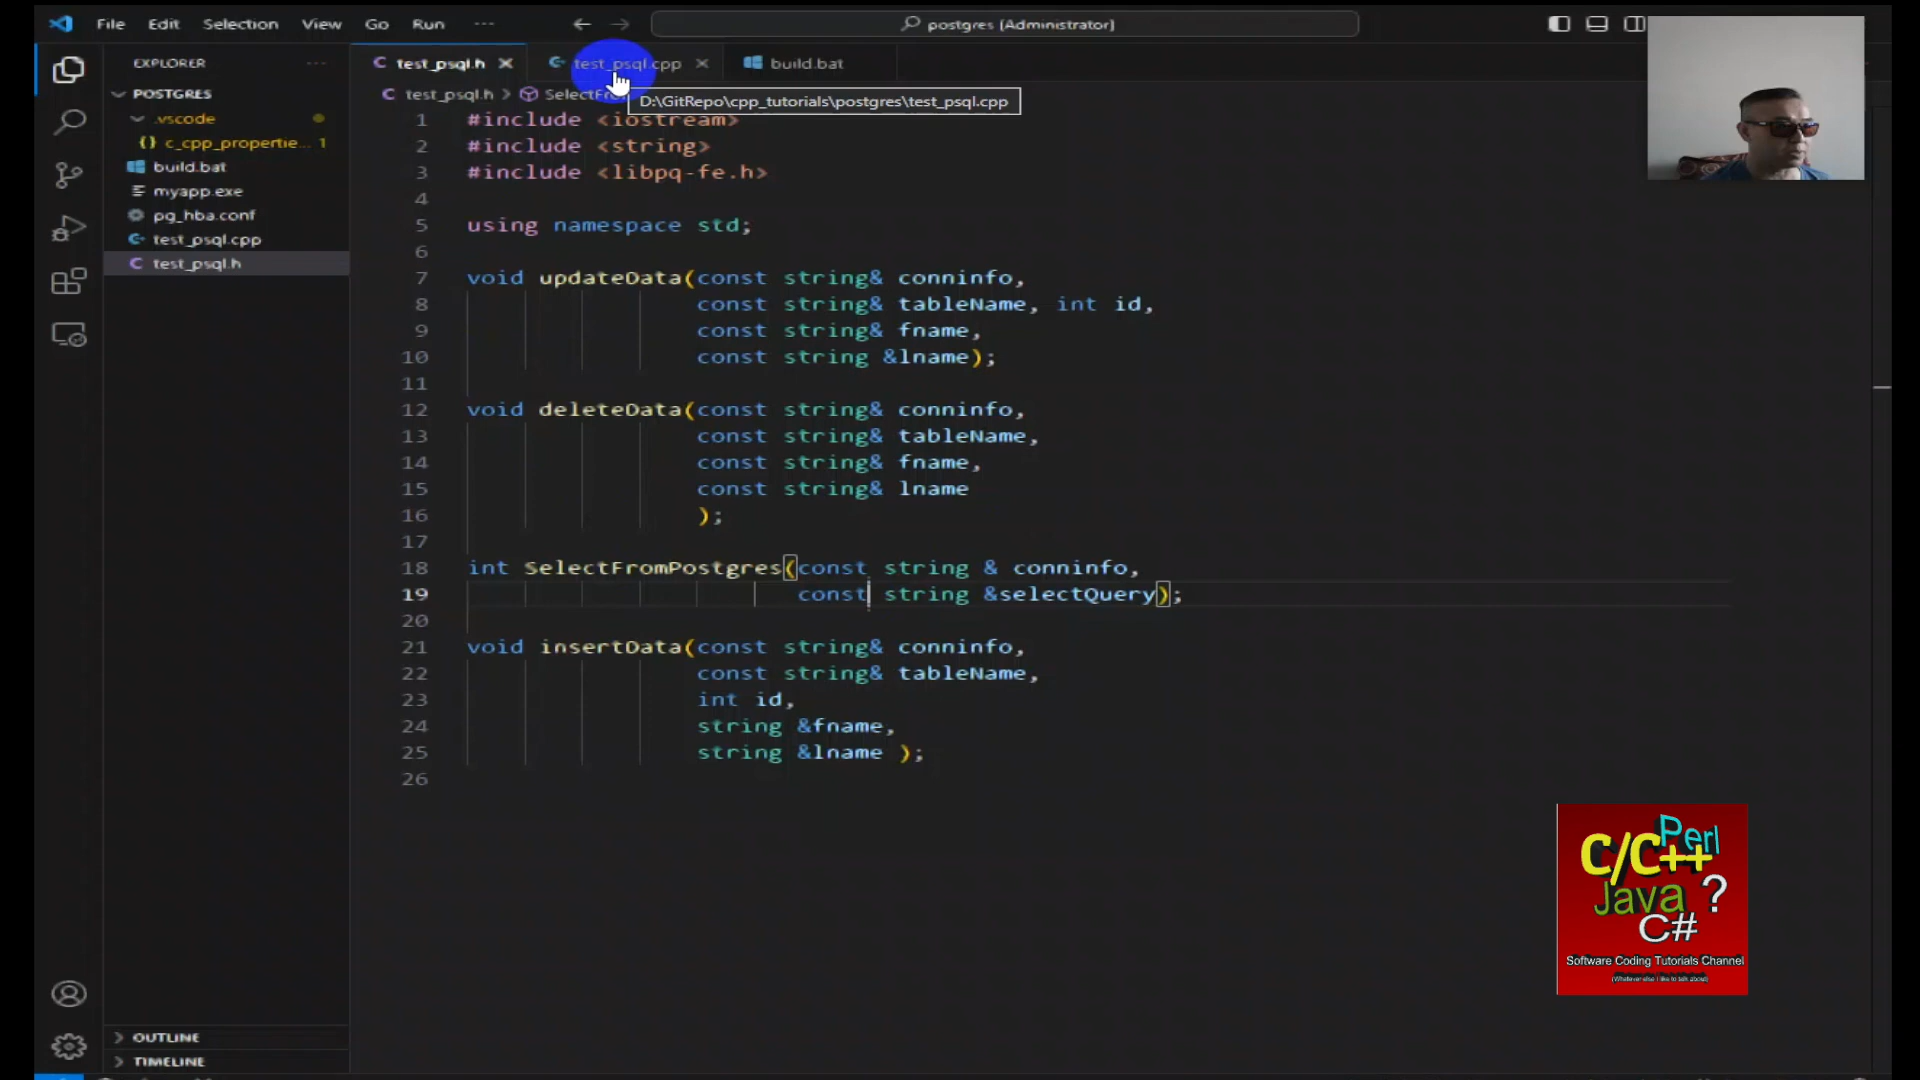 File Edit Selection View Go Run ··· postgres [Administrator]
EXPLORER ···
test_psql.h test_psql.cpp build.bat
POSTGRES
.vscode
c_cpp_propertie... 1
build.bat
myapp.exe
pg_hba.conf
test_psql.cpp
test_psql.h
test_psql.h >
D:\GitRepo\cpp_tutorials\postgres\test_psql.cpp
1 #include <iostream>
2 #include <string>
3 #include <libpq-fe.h>
4
5 using namespace std;
6
7 void updateData(const string& conninfo,
8 const string& tableName, int id,
9 const string& fname,
10 const string &lname);
11
12 void deleteData(const string& conninfo,
13 const string& tableName,
14 const string& fname,
15 const string& lname
16 );
17
18 int SelectFromPostgres(const string & conninfo,
19 const string &selectQuery);
20
21 void insertData(const string& conninfo,
22 const string& tableName,
23 int id,
24 string &fname,
25 string &lname );
26
OUTLINE
TIMELINE
Perl
C/C++
Java ?
C#
Software Coding Tutorials Channel
(Whatever else I like to talk about)